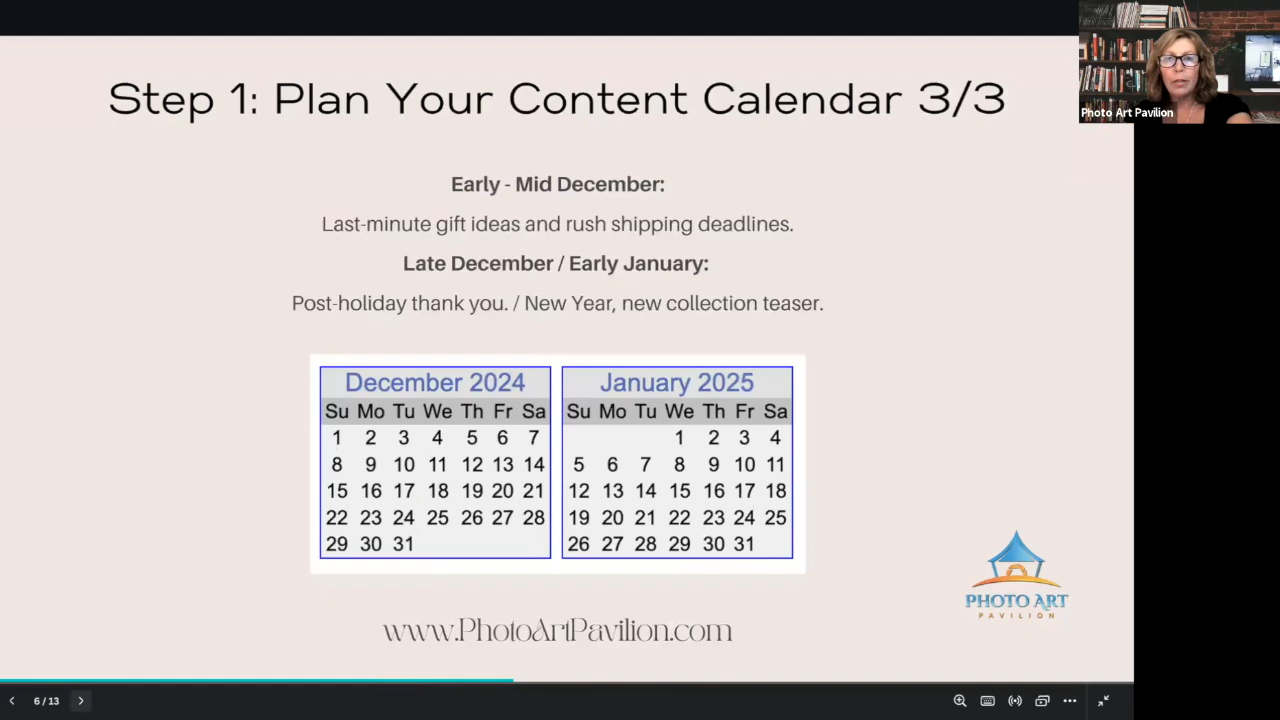 Step 1: Plan Your Content Calendar 3/3
Photo Art Pavilion
Early - Mid December:
Last-minute gift ideas and rush shipping deadlines.
Late December / Early January:
Post-holiday thank you. / New Year, new collection teaser.
December 2024
Su Mo Tu We Th Fr Sa
1 2 3 4 5 6 7
8 9 10 11 12 13 14
15 16 17 18 19 20 21
22 23 24 25 26 27 28
29 30 31
January 2025
Su Mo Tu We Th Fr Sa
1 2 3 4
5 6 7 8 9 10 11
12 13 14 15 16 17 18
19 20 21 22 23 24 25
26 27 28 29 30 31
PHOTO ART
PAVILION
www.PhotoArtPavilion.com
6 / 13